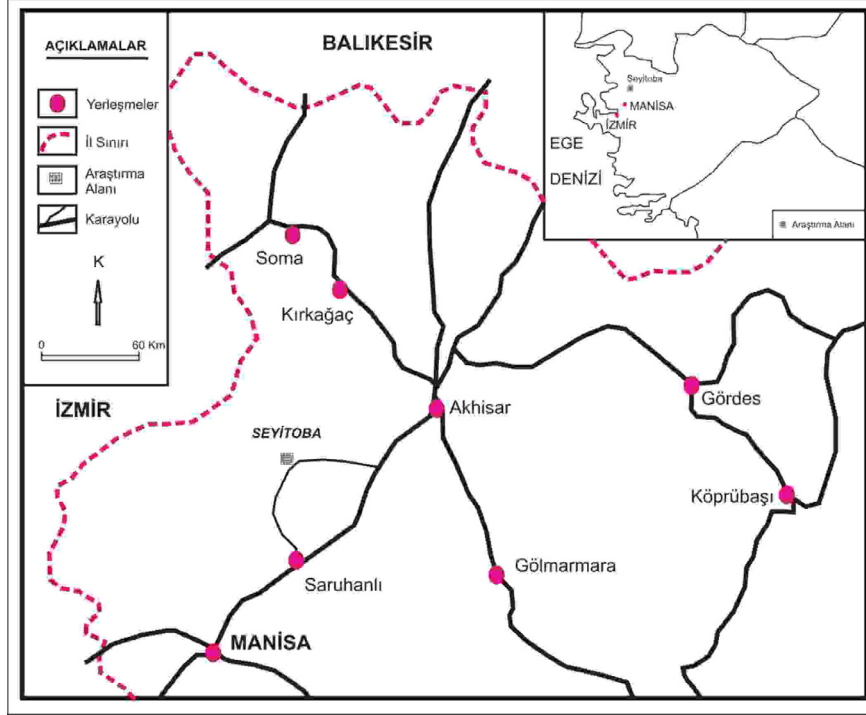 AÇIKLAMALAR
Yerleşmeler
İl Sınırı
Araştırma
Alanı
Karayolu
K
0 60 Km
BALIKESİR
Seyitoba
MANİSA
İZMİR
EGE
DENİZİ
Araştırma Alanı
Soma
Kırkağaç
İZMİR
Akhisar
Gördes
SEYİTOBA
Köprübaşı
Saruhanlı
Gölmarmara
MANİSA